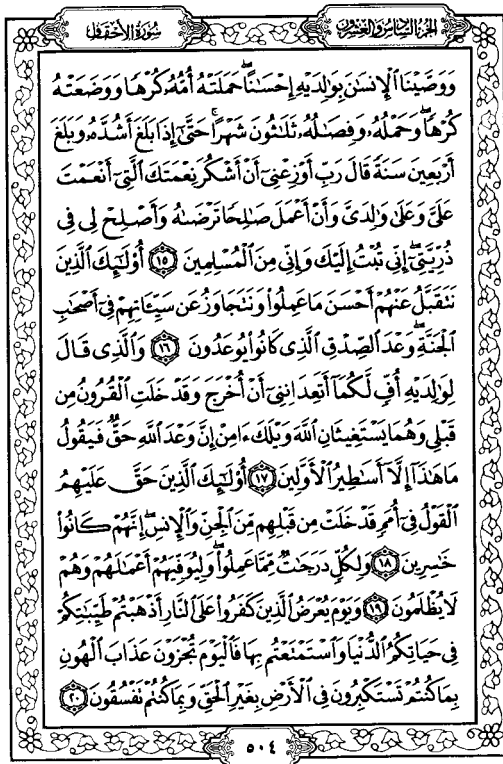 الجزء السادس والعشرون
سُورَةُ الأَحْقَافِ
وَوَصَّيْنَا ٱلْإِنسَٰنَ بِوَٰلِدَيْهِ إِحْسَٰنًا ۖ حَمَلَتْهُ أُمُّهُۥ كُرْهًا وَوَضَعَتْهُ
كُرْهًا ۖ وَحَمْلُهُۥ وَفِصَٰلُهُۥ ثَلَٰثُونَ شَهْرًا ۚ حَتَّىٰٓ إِذَا بَلَغَ أَشُدَّهُۥ وَبَلَغَ
أَرْبَعِينَ سَنَةً قَالَ رَبِّ أَوْزِعْنِىٓ أَنْ أَشْكُرَ نِعْمَتَكَ ٱلَّتِىٓ أَنْعَمْتَ
عَلَىَّ وَعَلَىٰ وَٰلِدَىَّ وَأَنْ أَعْمَلَ صَٰلِحًا تَرْضَىٰهُ وَأَصْلِحْ لِى فِى
ذُرِّيَّتِىٓ ۖ إِنِّى تُبْتُ إِلَيْكَ وَإِنِّى مِنَ ٱلْمُسْلِمِينَ ١٥ أُو۟لَٰٓئِكَ ٱلَّذِينَ
نَتَقَبَّلُ عَنْهُمْ أَحْسَنَ مَا عَمِلُوا۟ وَنَتَجَاوَزُ عَن سَيِّـَٔاتِهِمْ فِىٓ أَصْحَٰبِ
ٱلْجَنَّةِ ۖ وَعْدَ ٱلصِّدْقِ ٱلَّذِى كَانُوا۟ يُوعَدُونَ ١٦ وَٱلَّذِى قَالَ
لِوَٰلِدَيْهِ أُفٍّ لَّكُمَآ أَتَعِدَانِنِىٓ أَنْ أُخْرَجَ وَقَدْ خَلَتِ ٱلْقُرُونُ مِن
قَبْلِى وَهُمَا يَسْتَغِيثَانِ ٱللَّهَ وَيْلَكَ ءَامِنْ إِنَّ وَعْدَ ٱللَّهِ حَقٌّ فَيَقُولُ
مَا هَٰذَآ إِلَّآ أَسَٰطِيرُ ٱلْأَوَّلِينَ ١٧ أُو۟لَٰٓئِكَ ٱلَّذِينَ حَقَّ عَلَيْهِمُ
ٱلْقَوْلُ فِىٓ أُمَمٍ قَدْ خَلَتْ مِن قَبْلِهِم مِّنَ ٱلْجِنِّ وَٱلْإِنسِ ۖ إِنَّهُمْ كَانُوا۟
خَٰسِرِينَ ١٨ وَلِكُلٍّ دَرَجَٰتٌ مِّمَّا عَمِلُوا۟ ۖ وَلِيُوَفِّيَهُمْ أَعْمَٰلَهُمْ وَهُمْ
لَا يُظْلَمُونَ ١٩ وَيَوْمَ يُعْرَضُ ٱلَّذِينَ كَفَرُوا۟ عَلَى ٱلنَّارِ أَذْهَبْتُمْ طَيِّبَٰتِكُمْ
فِى حَيَاتِكُمُ ٱلدُّنْيَا وَٱسْتَمْتَعْتُم بِهَا فَٱلْيَوْمَ تُجْزَوْنَ عَذَابَ ٱلْهُونِ
بِمَا كُنتُمْ تَسْتَكْبِرُونَ فِى ٱلْأَرْضِ بِغَيْرِ ٱلْحَقِّ وَبِمَا كُنتُمْ تَفْسُقُونَ ٢٠
٥٠٤